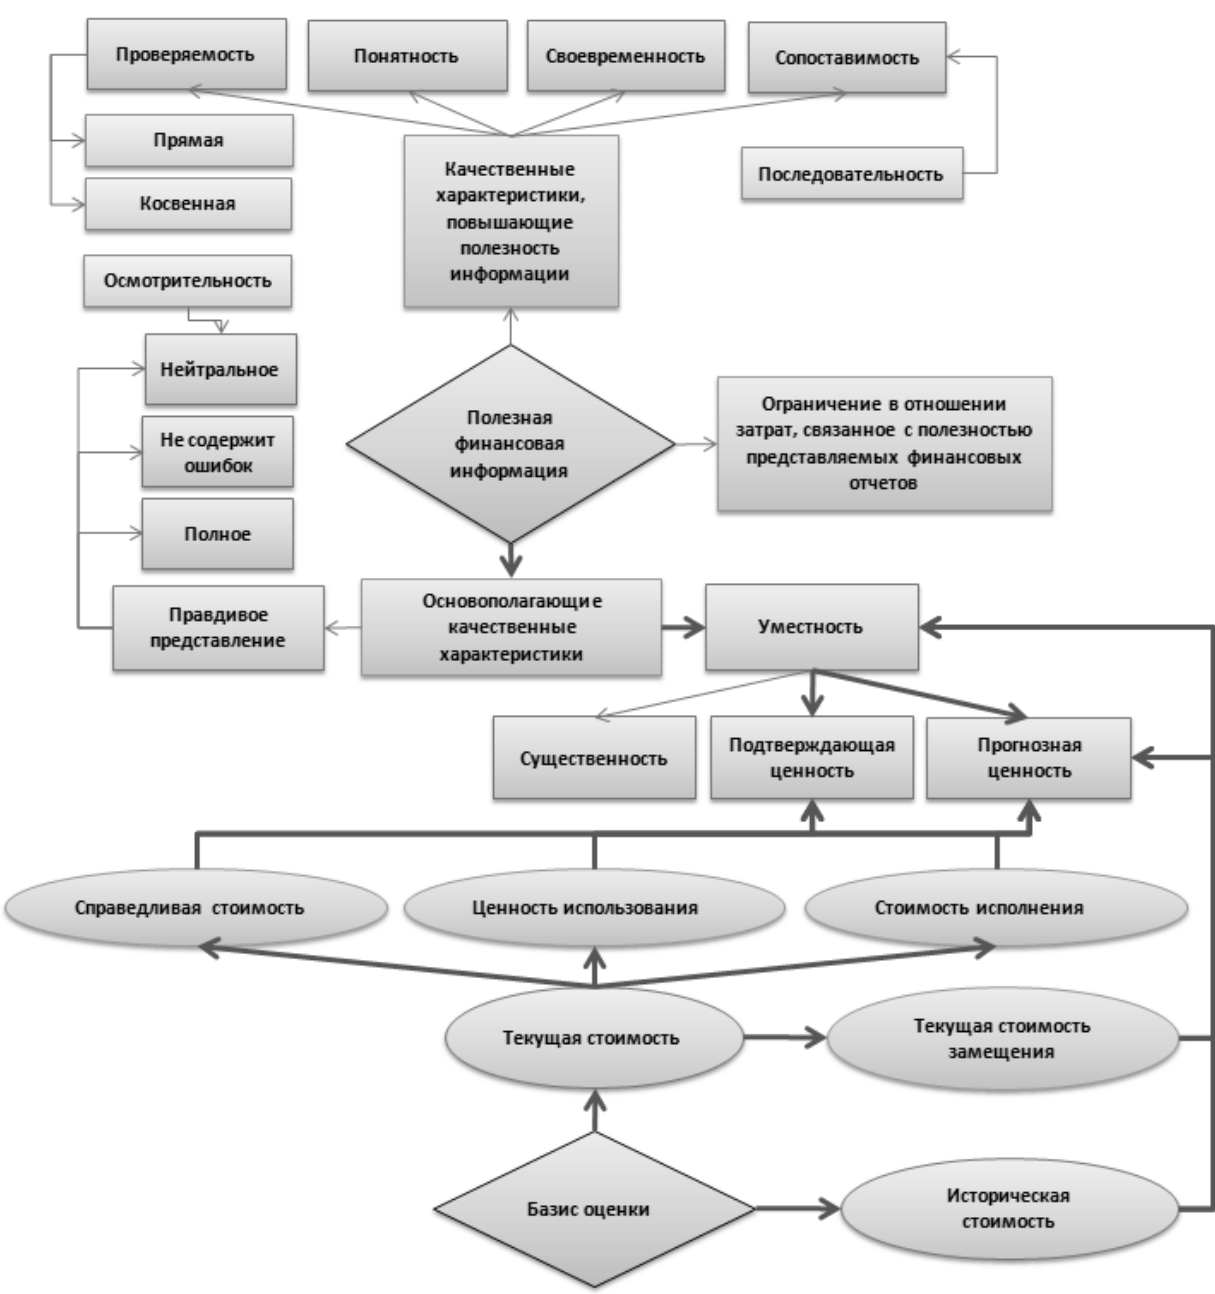 Проверяемость
Понятность
Своевременность
Сопоставимость
Прямая
Косвенная
Качественные
характеристики,
повышающие
полезность
информации
Последовательность
Осмотрительность
Нейтральное
Не содержит
ошибок
Полное
Полезная
финансовая
информация
Ограничение в отношении
затрат, связанное с полезностью
представляемых финансовых
отчетов
Правдивое
представление
Основополагающие
качественные
характеристики
Уместность
Существенность
Подтверждающая
ценность
Прогнозная
ценность
Справедливая стоимость
Ценность использования
Стоимость исполнения
Текущая стоимость
Текущая стоимость
замещения
Базис оценки
Историческая
стоимость